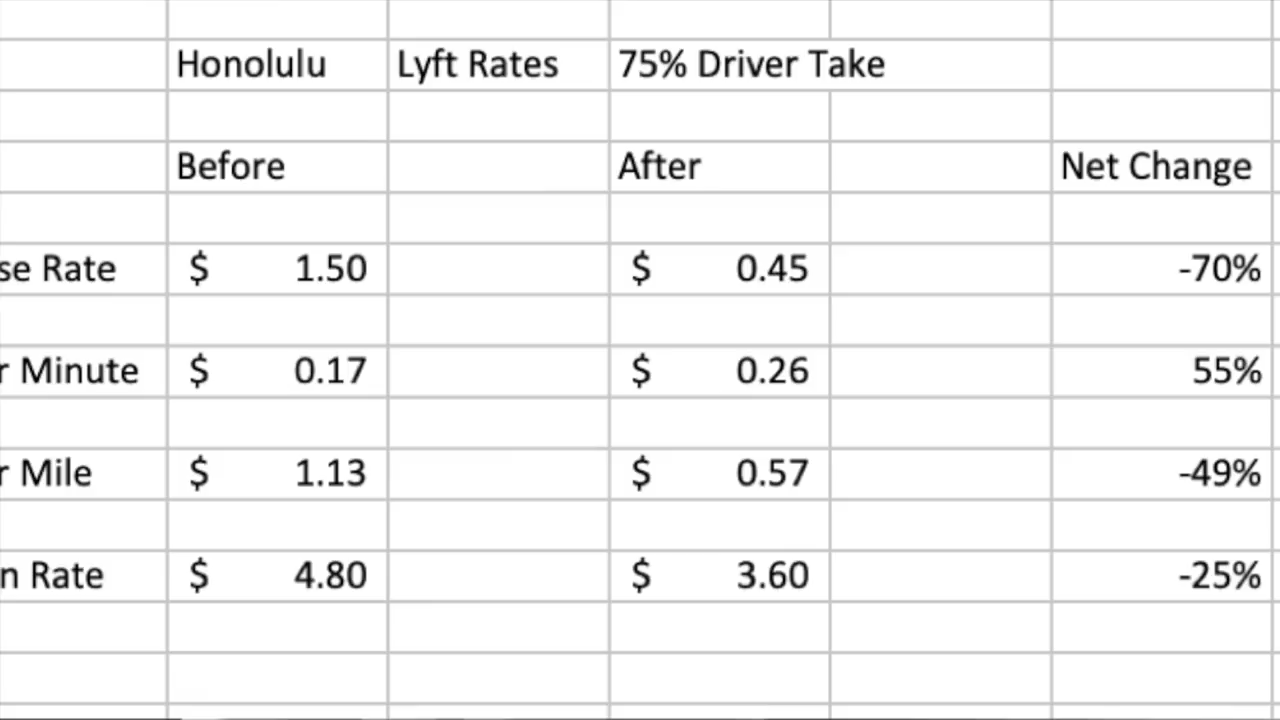 Honolulu Lyft Rates 75% Driver Take
Before After Net Change
se Rate $ 1.50 $ 0.45 -70%
r Minute $ 0.17 $ 0.26 55%
r Mile $ 1.13 $ 0.57 -49%
n Rate $ 4.80 $ 3.60 -25%